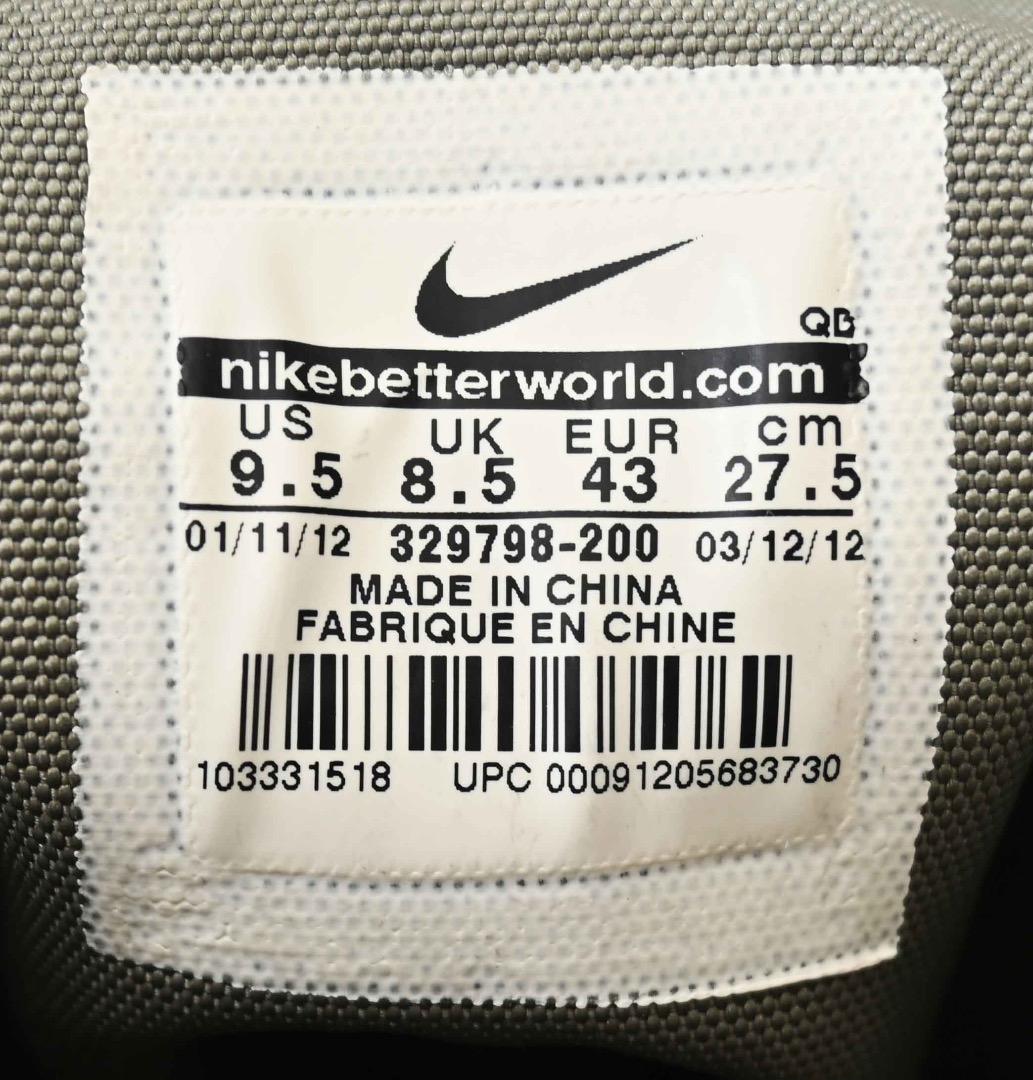 QB
nikebetterworld.com
US UK EUR cm
9.5 8.5 43 27.5
01/11/12 329798-200 03/12/12
MADE IN CHINA
FABRIQUE EN CHINE
103331518 UPC 00091205683730